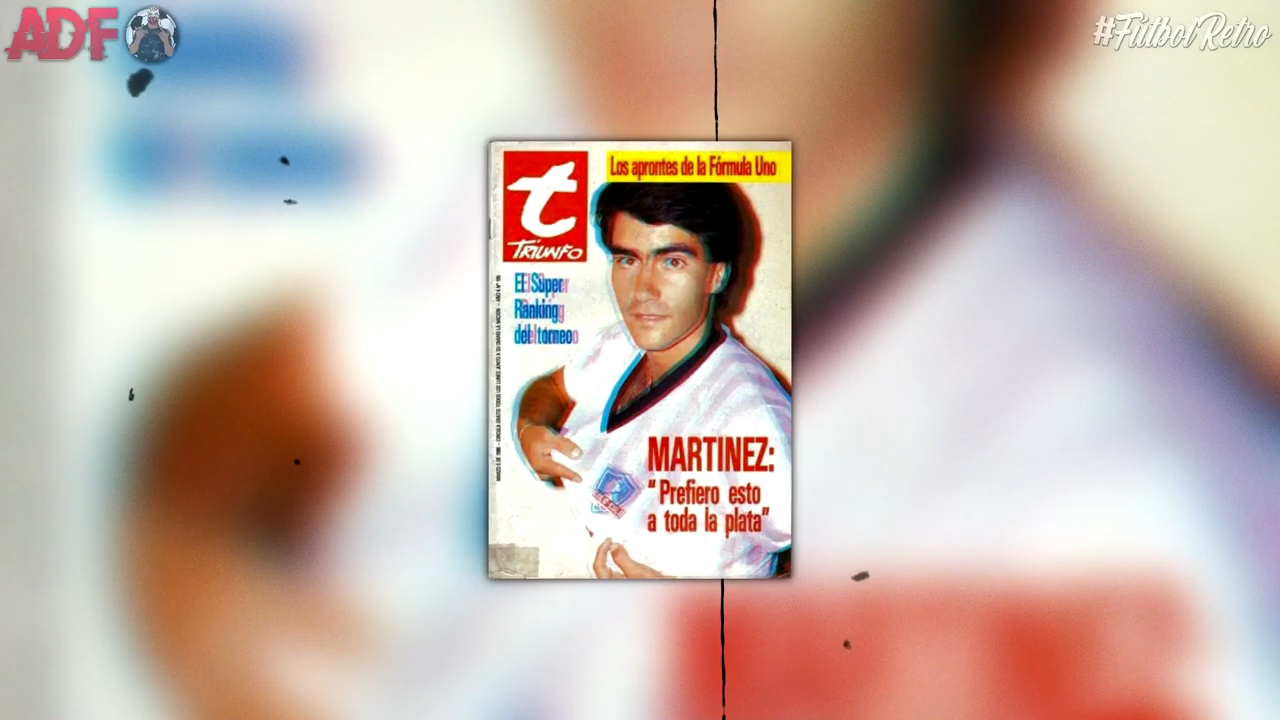 ADF
#FútbolRetro
Los aprontes de la Fórmula Uno
t
TRIUNFO
El Súper
Ránking
del torneo
MARTINEZ:
“Prefiero esto
a toda la plata”